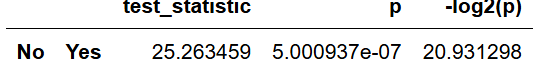 test_statistic p -log2(p)
No Yes 25.263459 5.000937e-07 20.931298